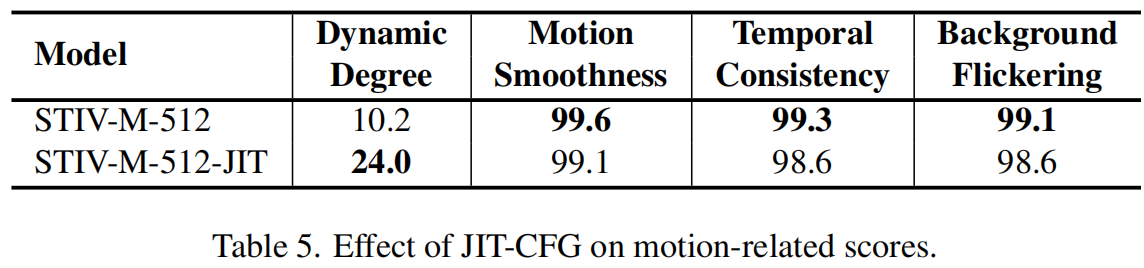 Model Dynamic Degree Motion Smoothness Temporal Consistency Background Flickering
STIV-M-512 10.2 99.6 99.3 99.1
STIV-M-512-JIT 24.0 99.1 98.6 98.6
Table 5. Effect of JIT-CFG on motion-related scores.